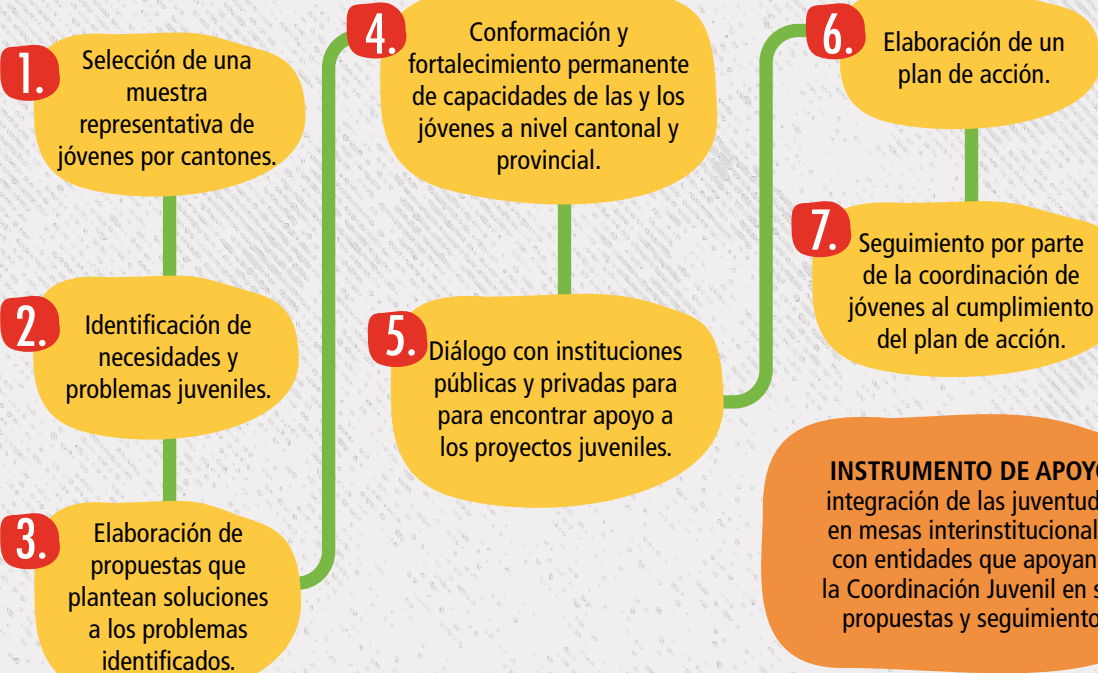 1.
Selección de una
muestra
representativa de
jóvenes por cantones.
2.
Identificación de
necesidades y
problemas juveniles.
3.
Elaboración de
propuestas que
plantean soluciones
a los problemas
identificados.
4.
Conformación y
fortalecimiento permanente
de capacidades de las y los
jóvenes a nivel cantonal y
provincial.
5.
Diálogo con instituciones
públicas y privadas para
para encontrar apoyo a
los proyectos juveniles.
6.
Elaboración de un
plan de acción.
7.
Seguimiento por parte
de la coordinación de
jóvenes al cumplimiento
del plan de acción.
INSTRUMENTO DE
integración de las
en mesas
con entidades que apoyan
la Coordinación Juvenil en
propuestas y seguimiento